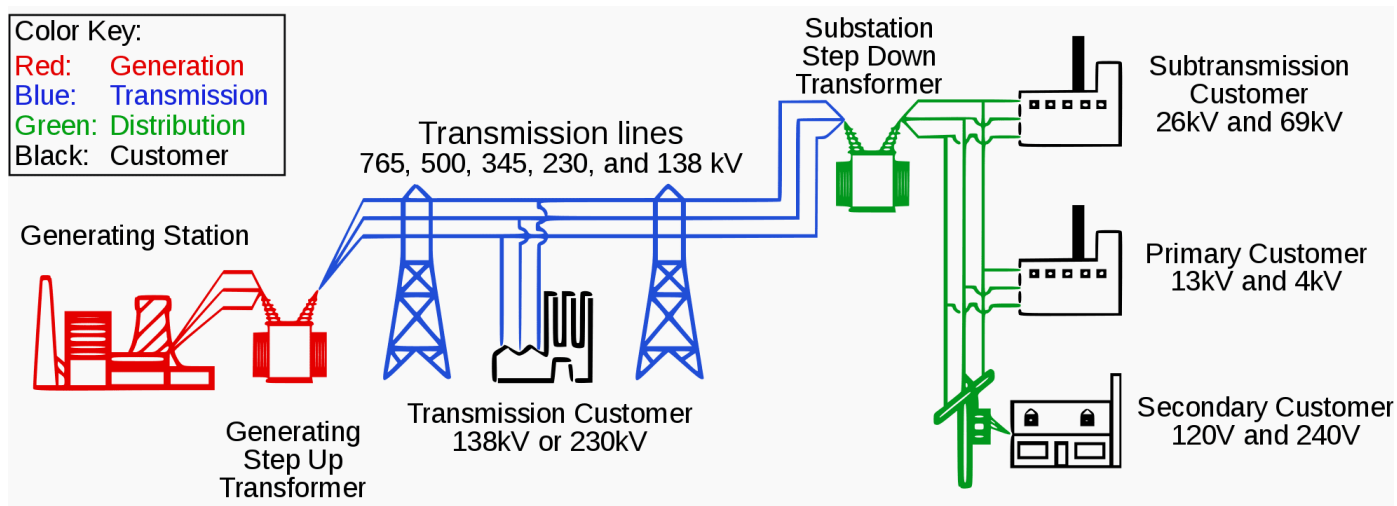 Color Key:
Red: Generation
Blue: Transmission
Green: Distribution
Black: Customer
Generating Station
Generating
Step Up
Transformer
Transmission lines
765, 500, 345, 230, and 138 kV
Transmission Customer
138kV or 230kV
Substation
Step Down
Transformer
Subtransmission
Customer
26kV and 69kV
Primary Customer
13kV and 4kV
Secondary Customer
120V and 240V